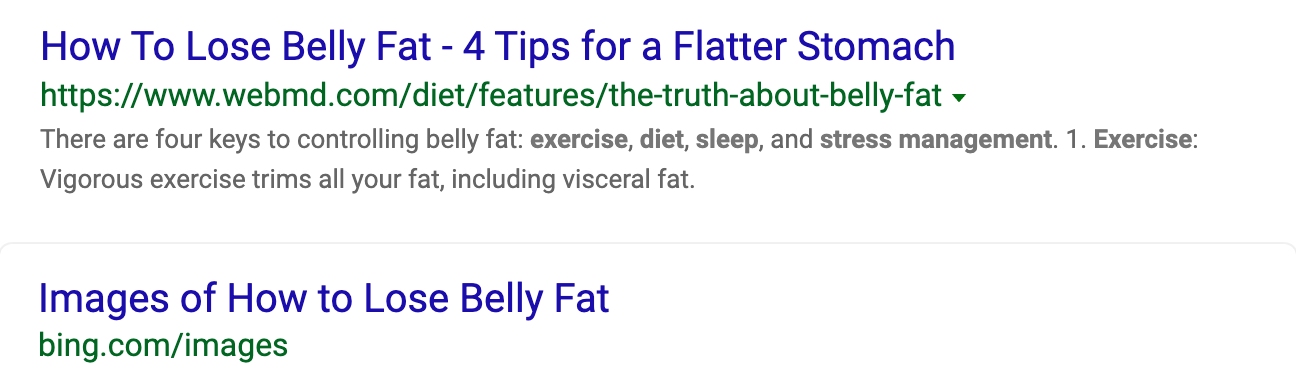 How To Lose Belly Fat - 4 Tips for a Flatter Stomach
https://www.webmd.com/diet/features/the-truth-about-belly-fat
There are four keys to controlling belly fat: exercise, diet, sleep, and stress management. 1. Exercise:
Vigorous exercise trims all your fat, including visceral fat.
Images of How to Lose Belly Fat
bing.com/images